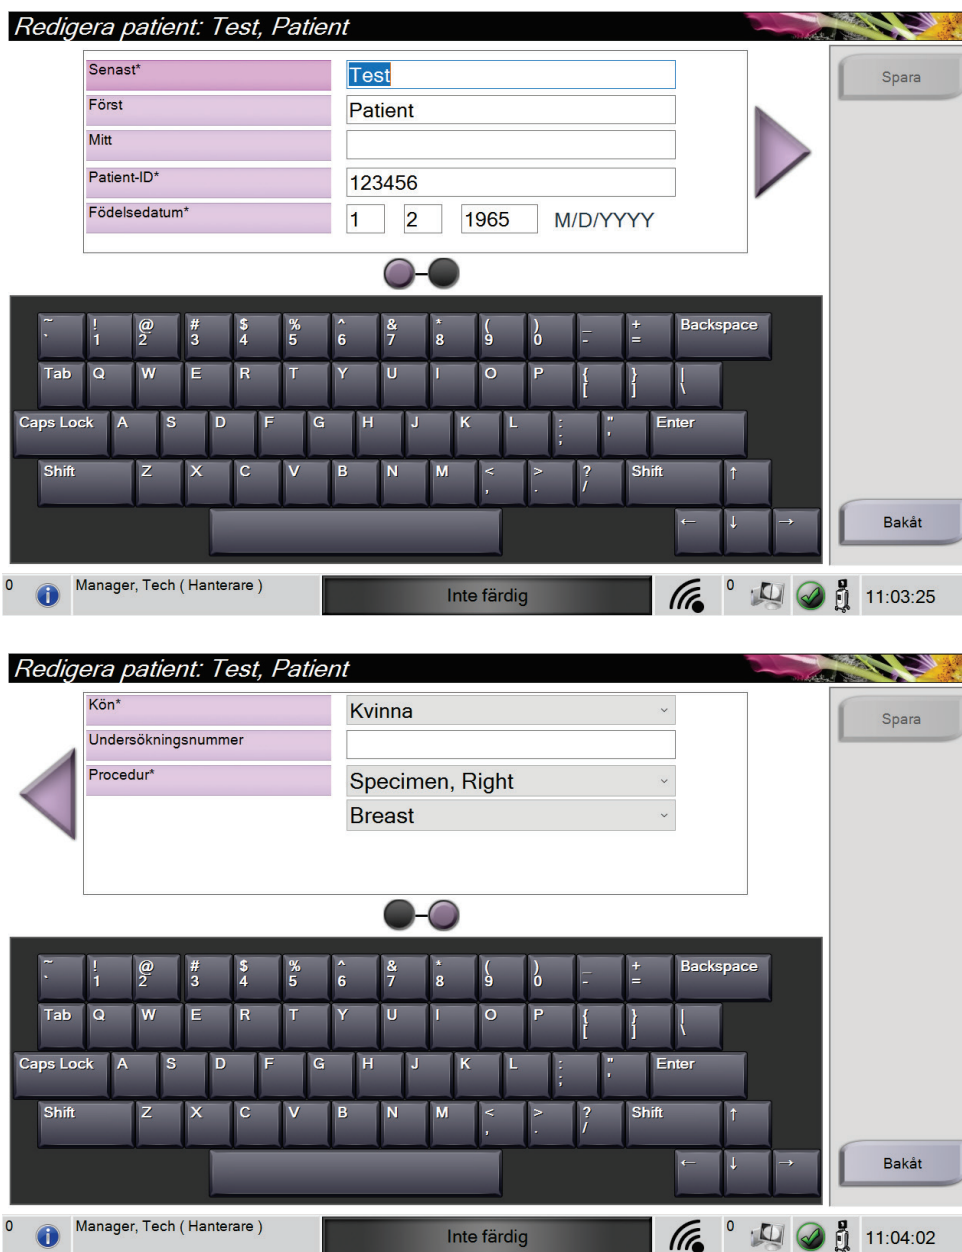 Redigera patient: Test, Patient
Senast*
Test
Spara
Först
Patient
Mitt
Patient-ID*
123456
Födelsedatum*
1 2 1965 M/D/YYYY
~ ! @ # $ % ^ & * ( ) _ + Backspace
` 1 2 3 4 5 6 7 8 9 0 - =
Tab Q W E R T Y U I O P { } |
[ ] \
Caps Lock A S D F G H J K L : " Enter
; '
Shift Z X C V B N M < > ? Shift ↑
, . /
← ↓ →
Bakåt
0 Manager, Tech ( Hanterare ) Inte färdig 0 11:03:25
Redigera patient: Test, Patient
Kön*
Kvinna
Spara
Undersökningsnummer
Procedur*
Specimen, Right
Breast
~ ! @ # $ % ^ & * ( ) _ + Backspace
` 1 2 3 4 5 6 7 8 9 0 - =
Tab Q W E R T Y U I O P { } |
[ ] \
Caps Lock A S D F G H J K L : " Enter
; '
Shift Z X C V B N M < > ? Shift ↑
, . /
← ↓ →
Bakåt
0 Manager, Tech ( Hanterare ) Inte färdig 0 11:04:02